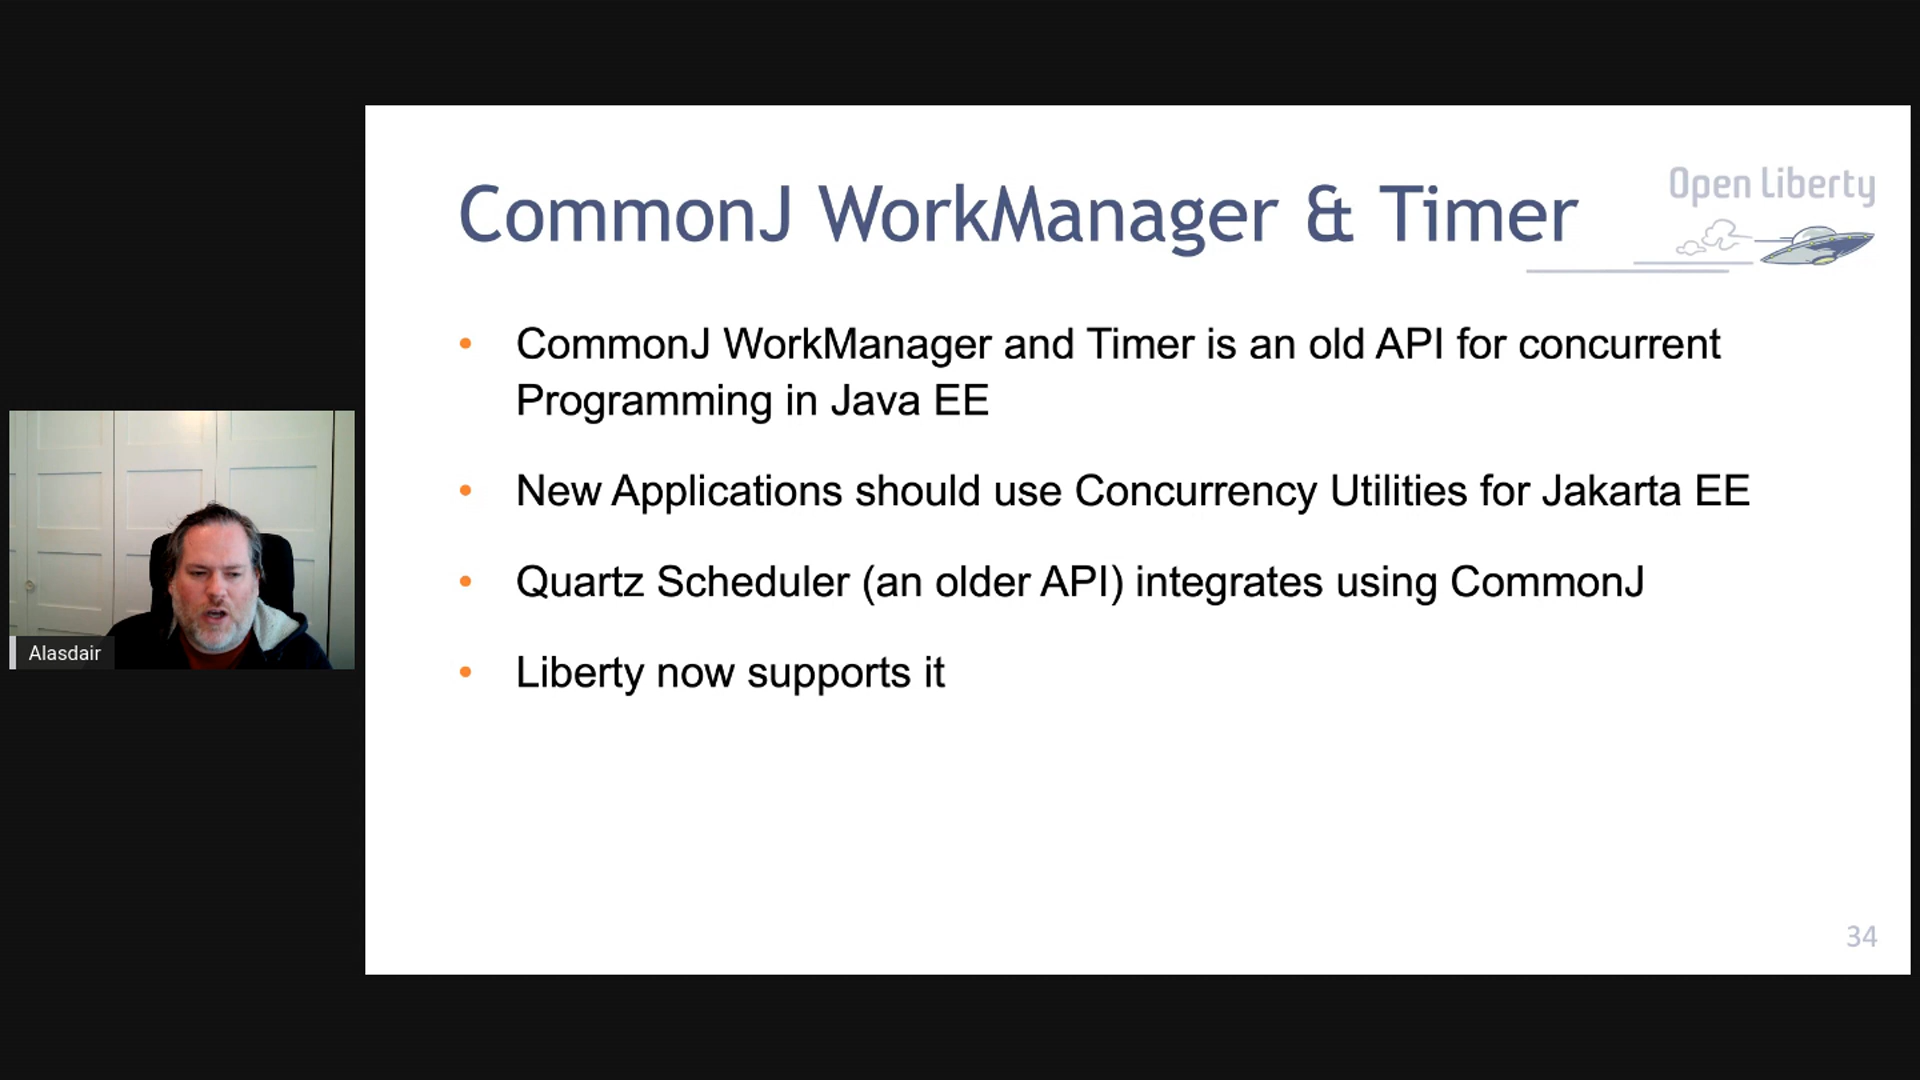 CommonJ WorkManager & Timer
Open Liberty
• CommonJ WorkManager and Timer is an old API for concurrent
Programming in Java EE
• New Applications should use Concurrency Utilities for Jakarta EE
• Quartz Scheduler (an older API) integrates using CommonJ
• Liberty now supports it
Alasdair
34